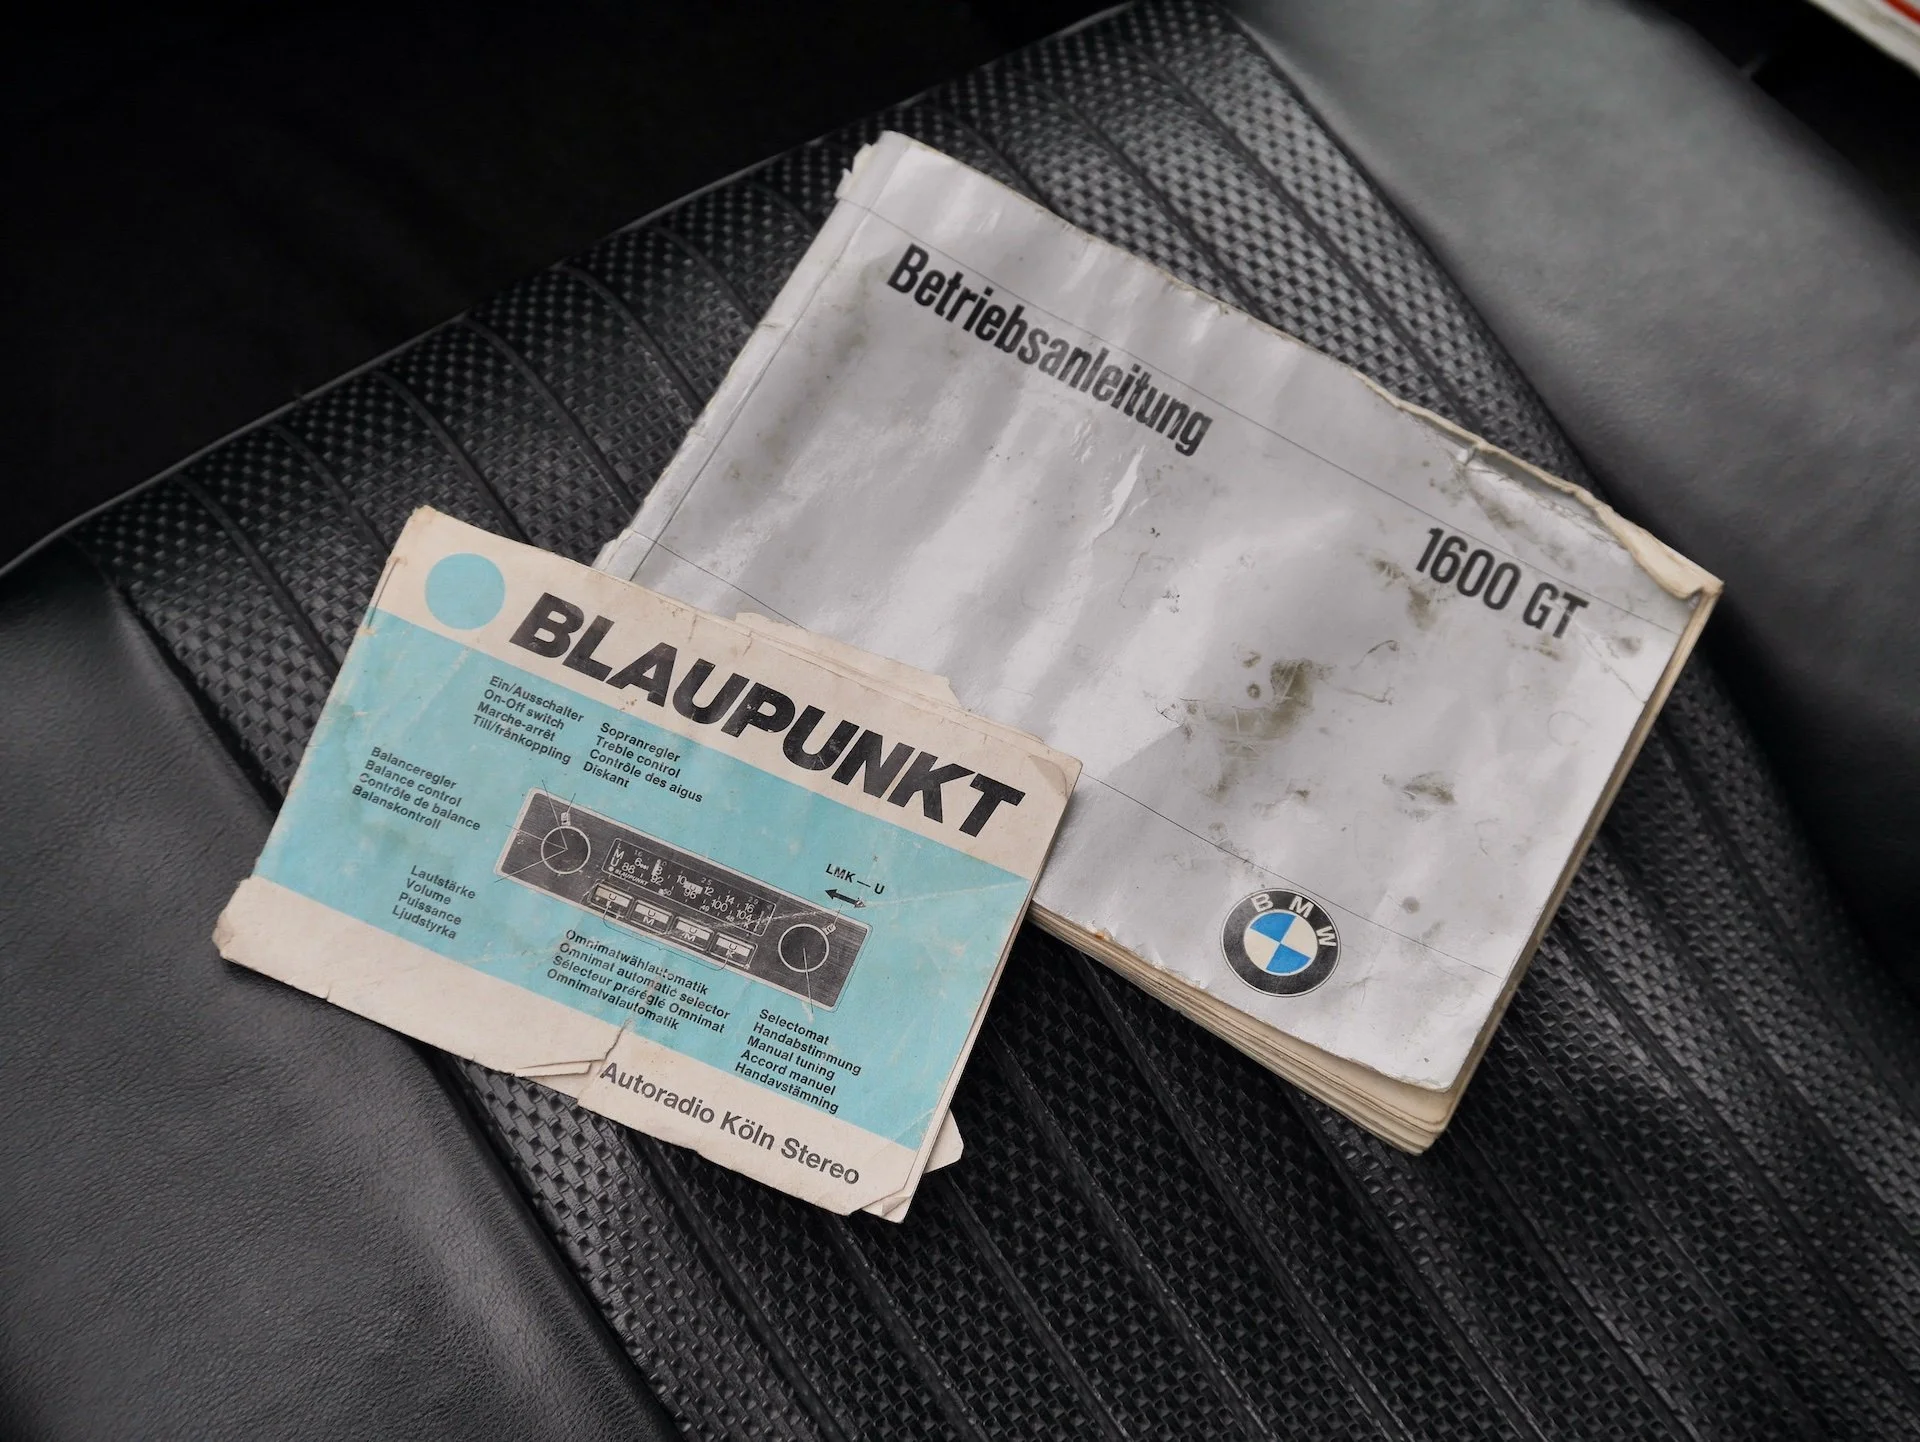 Betriebsanleitung
1600 GT
BMW
BLAUPUNKT
Ein/Ausschalter
On-Off switch
Marche-arrêt
Till/frånkoppling
Sopranregler
Treble control
Contrôle des aigus
Diskant
Balanceregler
Balance control
Contrôle de balance
Balanskontroll
Lautstärke
Volume
Puissance
Ljudstyrka
LMK — U
Omnimatwählautomatik
Omnimat automatic selector
Sélecteur préréglé Omnimat
Omnimatvalautomatik
Selectomat
Handabstimmung
Manual tuning
Accord manuel
Handavstämning
Autoradio Köln Stereo